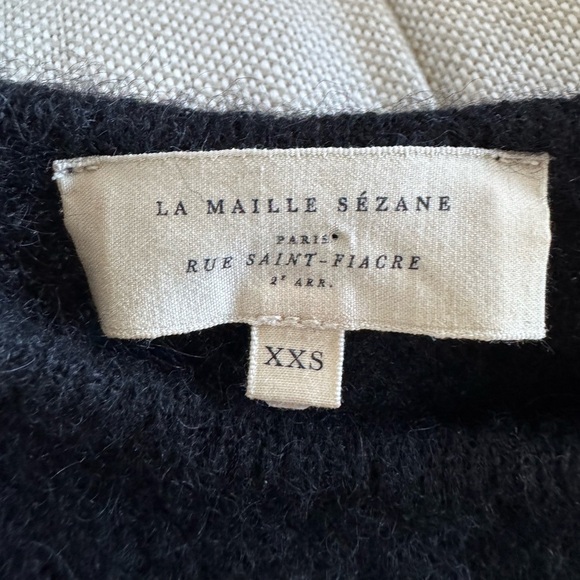 LA MAILLE SÉZANE
PARIS
RUE SAINT-FIACRE
2E ARR.
XXS